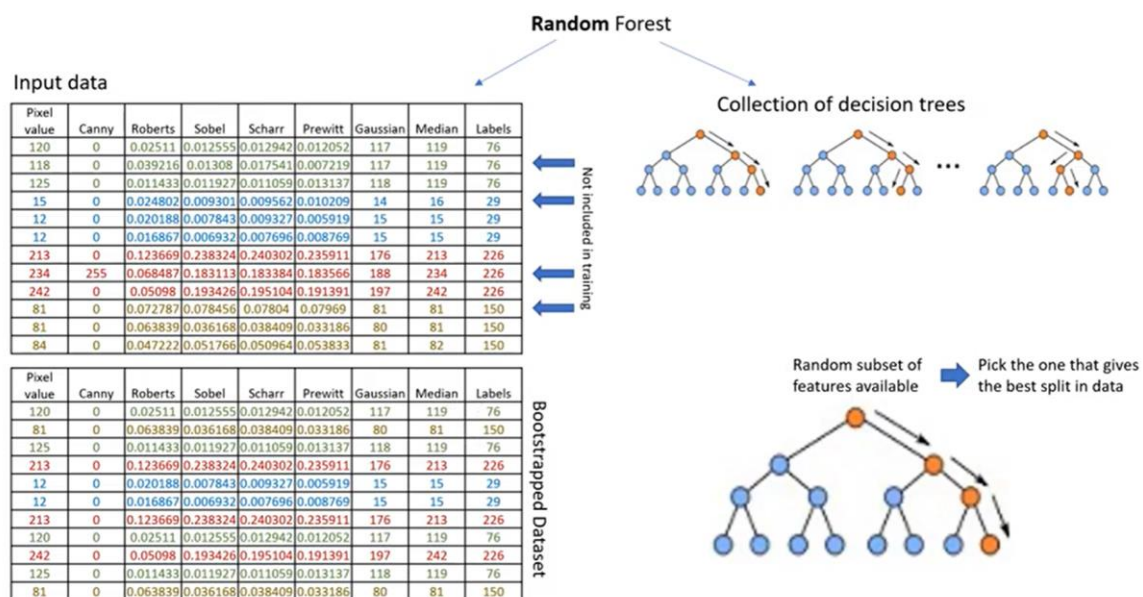 Random Forest
Input data
Pixel value Canny Roberts Sobel Scharr Prewitt Gaussian Median Labels
120 0 0.02511 0.012555 0.012942 0.012052 117 119 76
118 0 0.039216 0.01308 0.017541 0.007219 117 119 76
125 0 0.011433 0.011927 0.011059 0.013137 118 119 76
15 0 0.024802 0.009301 0.009562 0.010209 14 16 29
12 0 0.020188 0.007843 0.009327 0.005919 15 15 29
12 0 0.016867 0.006932 0.007696 0.008769 15 15 29
213 0 0.123669 0.238324 0.240302 0.235911 176 213 226
234 255 0.068487 0.183113 0.183384 0.183566 188 234 226
242 0 0.05098 0.193426 0.195104 0.191391 197 242 226
81 0 0.072787 0.078456 0.07804 0.07969 81 81 150
81 0 0.063839 0.036168 0.038409 0.033186 80 81 150
84 0 0.047222 0.051766 0.050964 0.053833 81 82 150
Not included in training
Pixel value Canny Roberts Sobel Scharr Prewitt Gaussian Median Labels
120 0 0.02511 0.012555 0.012942 0.012052 117 119 76
81 0 0.063839 0.036168 0.038409 0.033186 80 81 150
125 0 0.011433 0.011927 0.011059 0.013137 118 119 76
213 0 0.123669 0.238324 0.240302 0.235911 176 213 226
12 0 0.020188 0.007843 0.009327 0.005919 15 15 29
12 0 0.016867 0.006932 0.007696 0.008769 15 15 29
213 0 0.123669 0.238324 0.240302 0.235911 176 213 226
120 0 0.02511 0.012555 0.012942 0.012052 117 119 76
242 0 0.05098 0.193426 0.195104 0.191391 197 242 226
125 0 0.011433 0.011927 0.011059 0.013137 118 119 76
81 0 0.063839 0.036168 0.038409 0.033186 80 81 150
Bootstrapped Dataset
Collection of decision trees
...
Random subset of
features available
Pick the one that gives
the best split in data